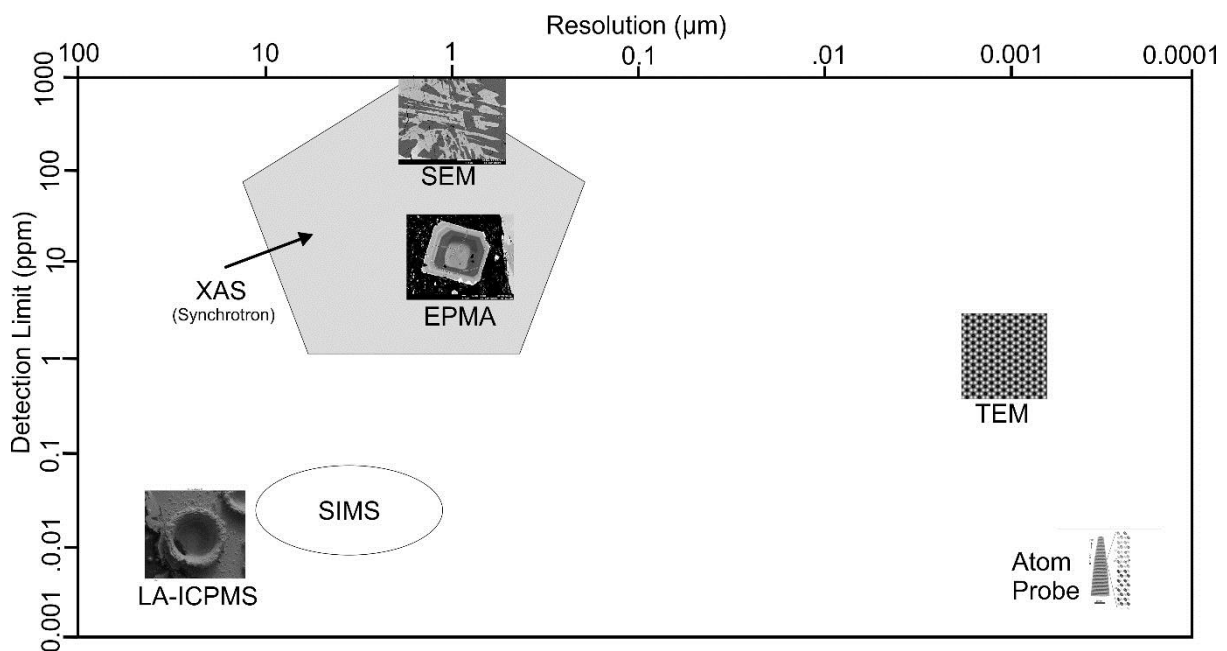 Resolution (µm)
100 10 1 0.1 .01 0.001 0.0001
Detection Limit (ppm)
1000
100
10
1
0.1
0.01
0.001
SEM
XAS
(Synchrotron)
EPMA
TEM
SIMS
LA-ICPMS
Atom
Probe